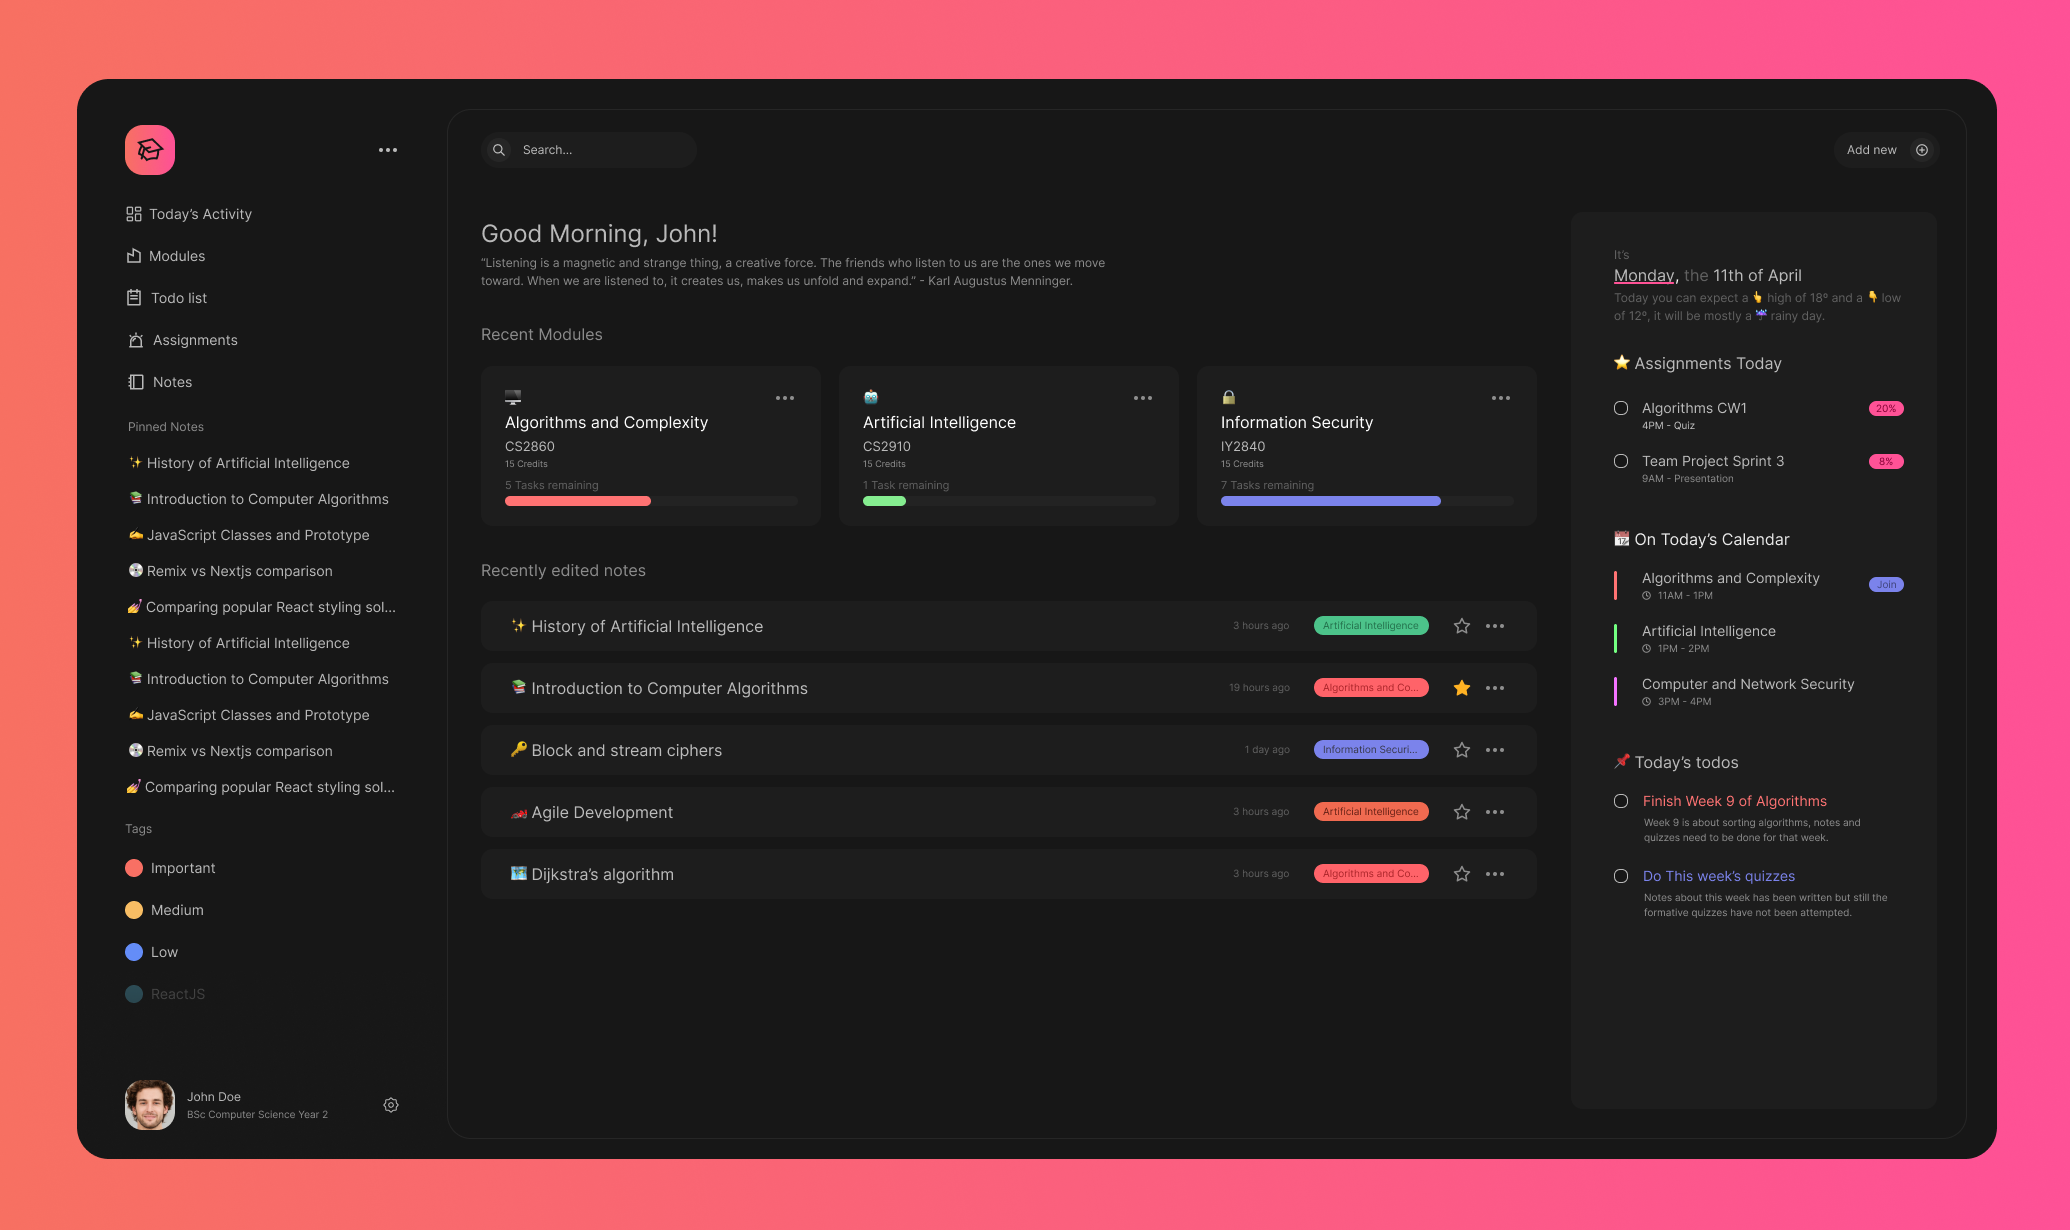 Today's Activity
Modules
Todo list
Assignments
Notes
Pinned Notes
✨ History of Artificial Intelligence
📚 Introduction to Computer Algorithms
✍️ JavaScript Classes and Prototype
💿 Remix vs Nextjs comparison
💅 Comparing popular React styling sol...
✨ History of Artificial Intelligence
📚 Introduction to Computer Algorithms
✍️ JavaScript Classes and Prototype
💿 Remix vs Nextjs comparison
💅 Comparing popular React styling sol...
Tags
Important
Medium
Low
ReactJS
John Doe
BSc Computer Science Year 2
Search...
Add new
Good Morning, John!
“Listening is a magnetic and strange thing, a creative force. The friends who listen to us are the ones we move
toward. When we are listened to, it creates us, makes us unfold and expand.” - Karl Augustus Menninger.
Recent Modules
Algorithms and Complexity
CS2860
15 Credits
5 Tasks remaining
Artificial Intelligence
CS2910
15 Credits
1 Task remaining
Information Security
IY2840
15 Credits
7 Tasks remaining
Recently edited notes
✨ History of Artificial Intelligence 3 hours ago Artificial Intelligence
📚 Introduction to Computer Algorithms 19 hours ago Algorithms and Co...
🔑 Block and stream ciphers 1 day ago Information Securi...
🏎️ Agile Development 3 hours ago Artificial Intelligence
🗺️ Dijkstra's algorithm 3 hours ago Algorithms and Co...
It's
Monday, the 11th of April
Today you can expect a 👆 high of 18º and a 👇 low
of 12º, it will be mostly a ☔ rainy day.
⭐ Assignments Today
Algorithms CW1 20%
4PM - Quiz
Team Project Sprint 3 8%
9AM - Presentation
📆 On Today's Calendar
Algorithms and Complexity Join
11AM - 1PM
Artificial Intelligence
1PM - 2PM
Computer and Network Security
3PM - 4PM
📌 Today's todos
Finish Week 9 of Algorithms
Week 9 is about sorting algorithms, notes and
quizzes need to be done for that week.
Do This week's quizzes
Notes about this week has been written but still the
formative quizzes have not been attempted.